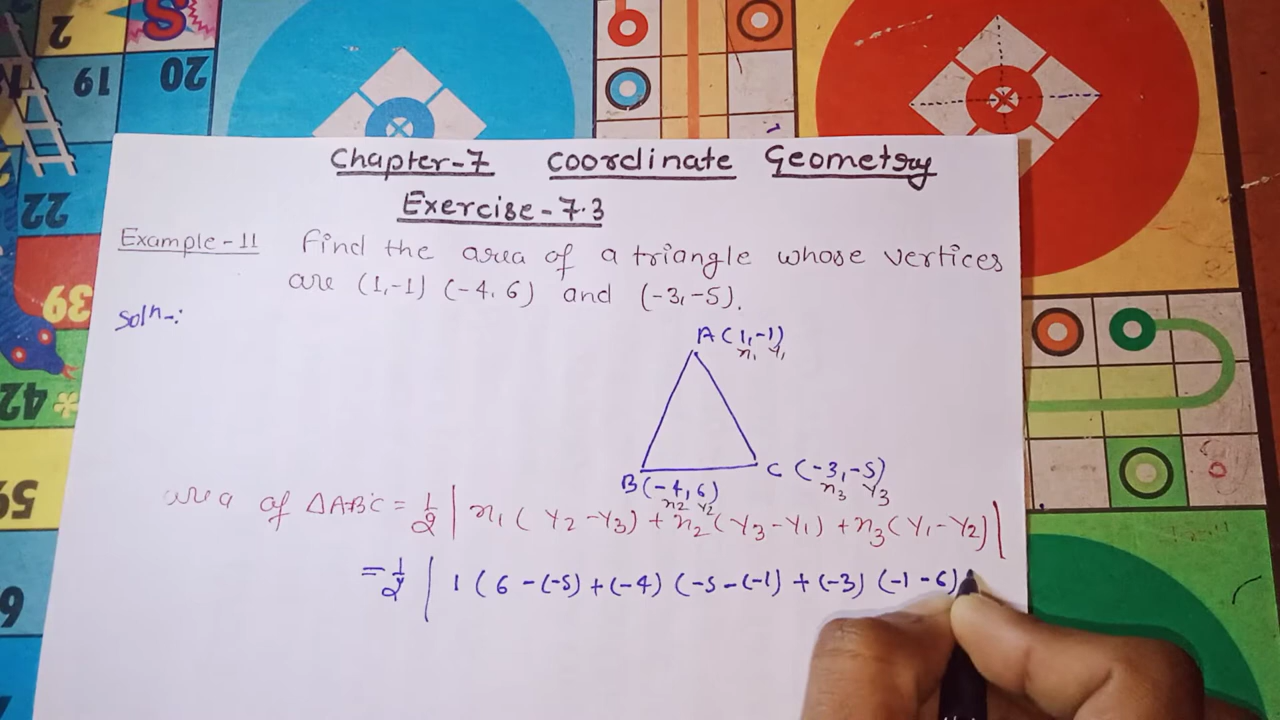 S
2
19
20
22
39
42
59
6
Chapter-7 Coordinate Geometry
Exercise-7.3
Example-11 Find the area of a triangle whose vertices
are (1,-1) (-4,6) and (-3,-5).
Solⁿ-:
A(1,-1)
x₁ y₁
B(-4,6) C (-3,-5)
x₂ y₂ x₃ y₃
area of △ABC = 1/2 | x₁ (y₂-y₃) + x₂ (y₃-y₁) + x₃ (y₁-y₂) |
= 1/2 | 1 (6-(-5) + (-4) (-5-(-1) + (-3) (-1-6)